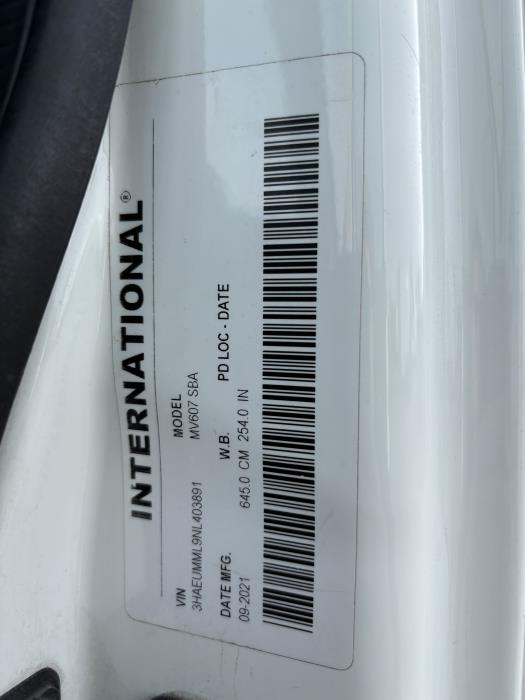 INTERNATIONAL®
VIN MODEL
3HAEUMML9NL403891 MV607 SBA
DATE MFG. W.B. PD LOC - DATE
09-2021 645.0 CM 254.0 IN